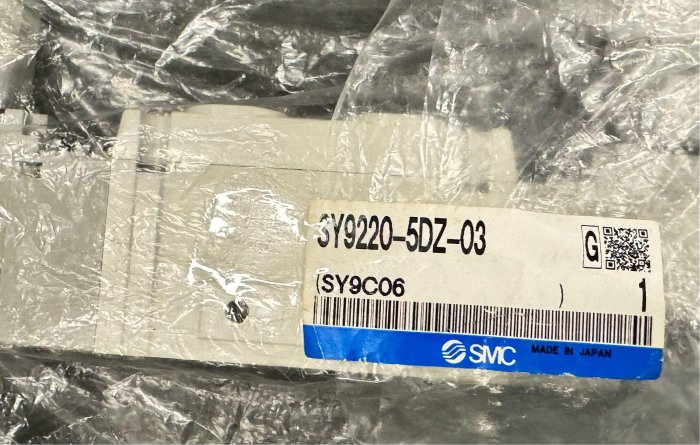 SY9220-5DZ-03
G
(SY9C06 ) 1
SMC MADE IN JAPAN